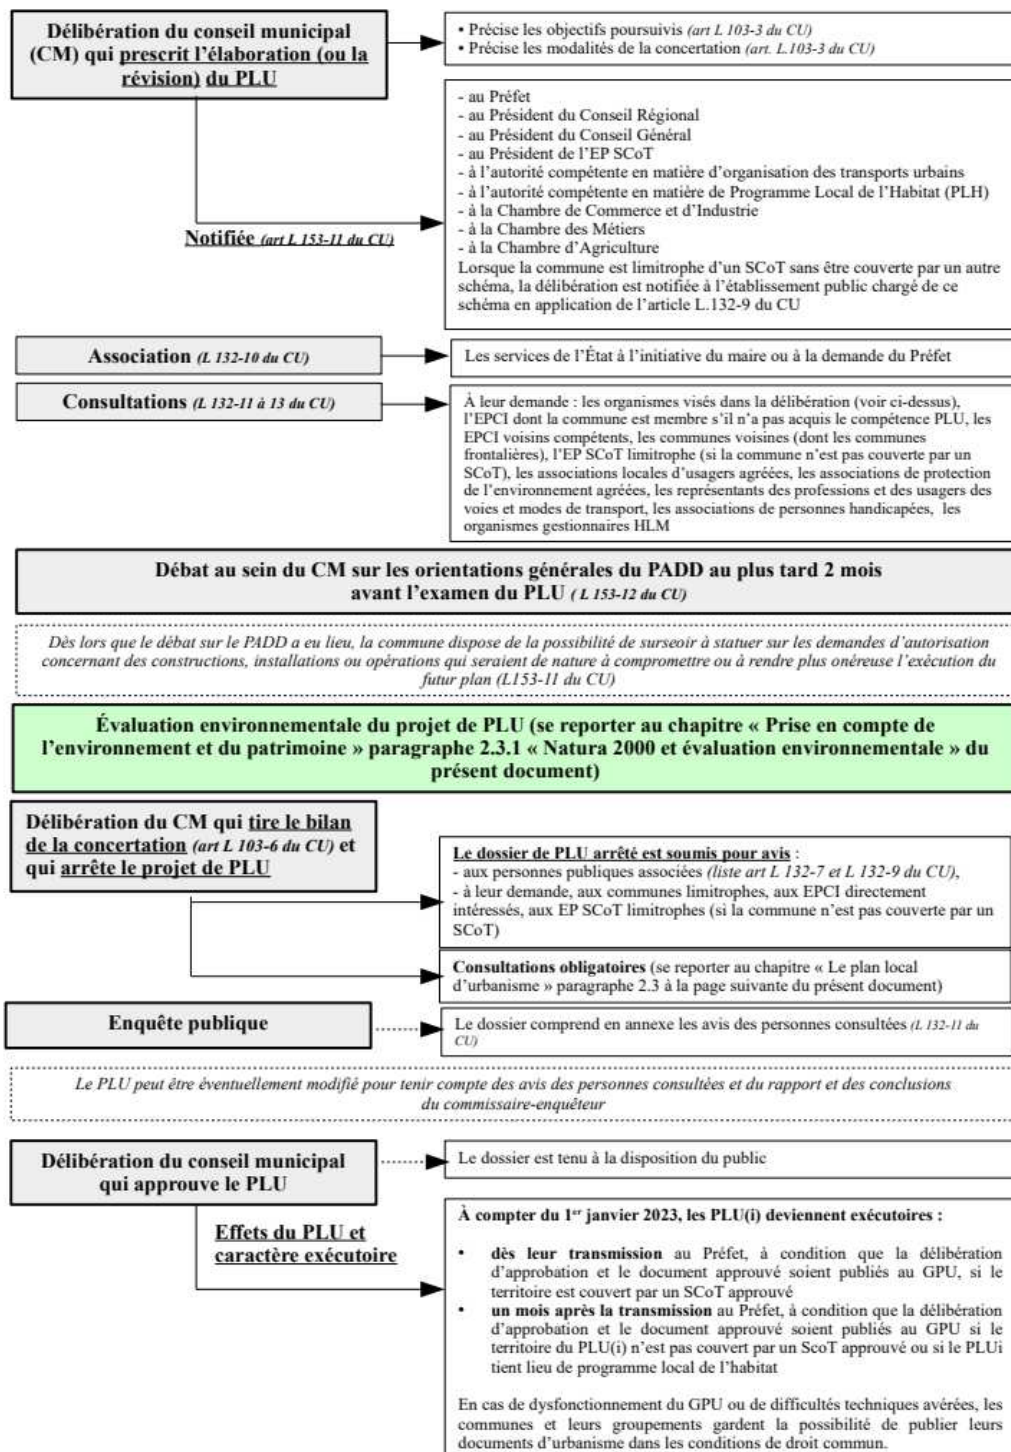 Délibération du conseil municipal
(CM) qui prescrit l'élaboration (ou la
révision) du PLU
• Précise les objectifs poursuivis (art L 103-3 du CU)
• Précise les modalités de la concertation (art. L.103-3 du CU)
Notifiée (art L 153-11 du CU)
- au Préfet
- au Président du Conseil Régional
- au Président du Conseil Général
- au Président de l'EP SCoT
- à l'autorité compétente en matière d'organisation des transports urbains
- à l'autorité compétente en matière de Programme Local de l'Habitat (PLH)
- à la Chambre de Commerce et d'Industrie
- à la Chambre des Métiers
- à la Chambre d'Agriculture
Lorsque la commune est limitrophe d'un SCoT sans être couverte par un autre
schéma, la délibération est notifiée à l'établissement public chargé de ce
schéma en application de l'article L.132-9 du CU
Association (L 132-10 du CU)
Les services de l'État à l'initiative du maire ou à la demande du Préfet
Consultations (L 132-11 à 13 du CU)
À leur demande : les organismes visés dans la délibération (voir ci-dessus),
l'EPCI dont la commune est membre s'il n'a pas acquis le compétence PLU, les
EPCI voisins compétents, les communes voisines (dont les communes
frontalières), l'EP SCoT limitrophe (si la commune n'est pas couverte par un
SCoT), les associations locales d'usagers agréées, les associations de protection
de l'environnement agréées, les représentants des professions et des usagers des
voies et modes de transport, les associations de personnes handicapées, les
organismes gestionnaires HLM
Débat au sein du CM sur les orientations générales du PADD au plus tard 2 mois
avant l'examen du PLU ( L 153-12 du CU)
Dès lors que le débat sur le PADD a eu lieu, la commune dispose de la possibilité de surseoir à statuer sur les demandes d'autorisation
concernant des constructions, installations ou opérations qui seraient de nature à compromettre ou à rendre plus onéreuse l'exécution du
futur plan (L153-11 du CU)
Évaluation environnementale du projet de PLU (se reporter au chapitre « Prise en compte de
l'environnement et du patrimoine » paragraphe 2.3.1 « Natura 2000 et évaluation environnementale » du
présent document)
Délibération du CM qui tire le bilan
de la concertation (art L 103-6 du CU) et
qui arrête le projet de PLU
Le dossier de PLU arrêté est soumis pour avis :
- aux personnes publiques associées (liste art L 132-7 et L 132-9 du CU),
- à leur demande, aux communes limitrophes, aux EPCI directement
intéressés, aux EP SCoT limitrophes (si la commune n'est pas couverte par un
SCoT)
Consultations obligatoires (se reporter au chapitre « Le plan local
d'urbanisme » paragraphe 2.3 à la page suivante du présent document)
Enquête publique
Le dossier comprend en annexe les avis des personnes consultées (L 132-11 du
CU)
Le PLU peut être éventuellement modifié pour tenir compte des avis des personnes consultées et du rapport et des conclusions
du commissaire-enquêteur
Délibération du conseil municipal
qui approuve le PLU
Le dossier est tenu à la disposition du public
Effets du PLU et
caractère exécutoire
À compter du 1er janvier 2023, les PLU(i) deviennent exécutoires :
• dès leur transmission au Préfet, à condition que la délibération
d'approbation et le document approuvé soient publiés au GPU, si le
territoire est couvert par un SCoT approuvé
• un mois après la transmission au Préfet, à condition que la délibération
d'approbation et le document approuvé soient publiés au GPU si le
territoire du PLU(i) n'est pas couvert par un ScoT approuvé ou si le PLUi
tient lieu de programme local de l'habitat
En cas de dysfonctionnement du GPU ou de difficultés techniques avérées, les
communes et leurs groupements gardent la possibilité de publier leurs
documents d'urbanisme dans les conditions de droit commun.